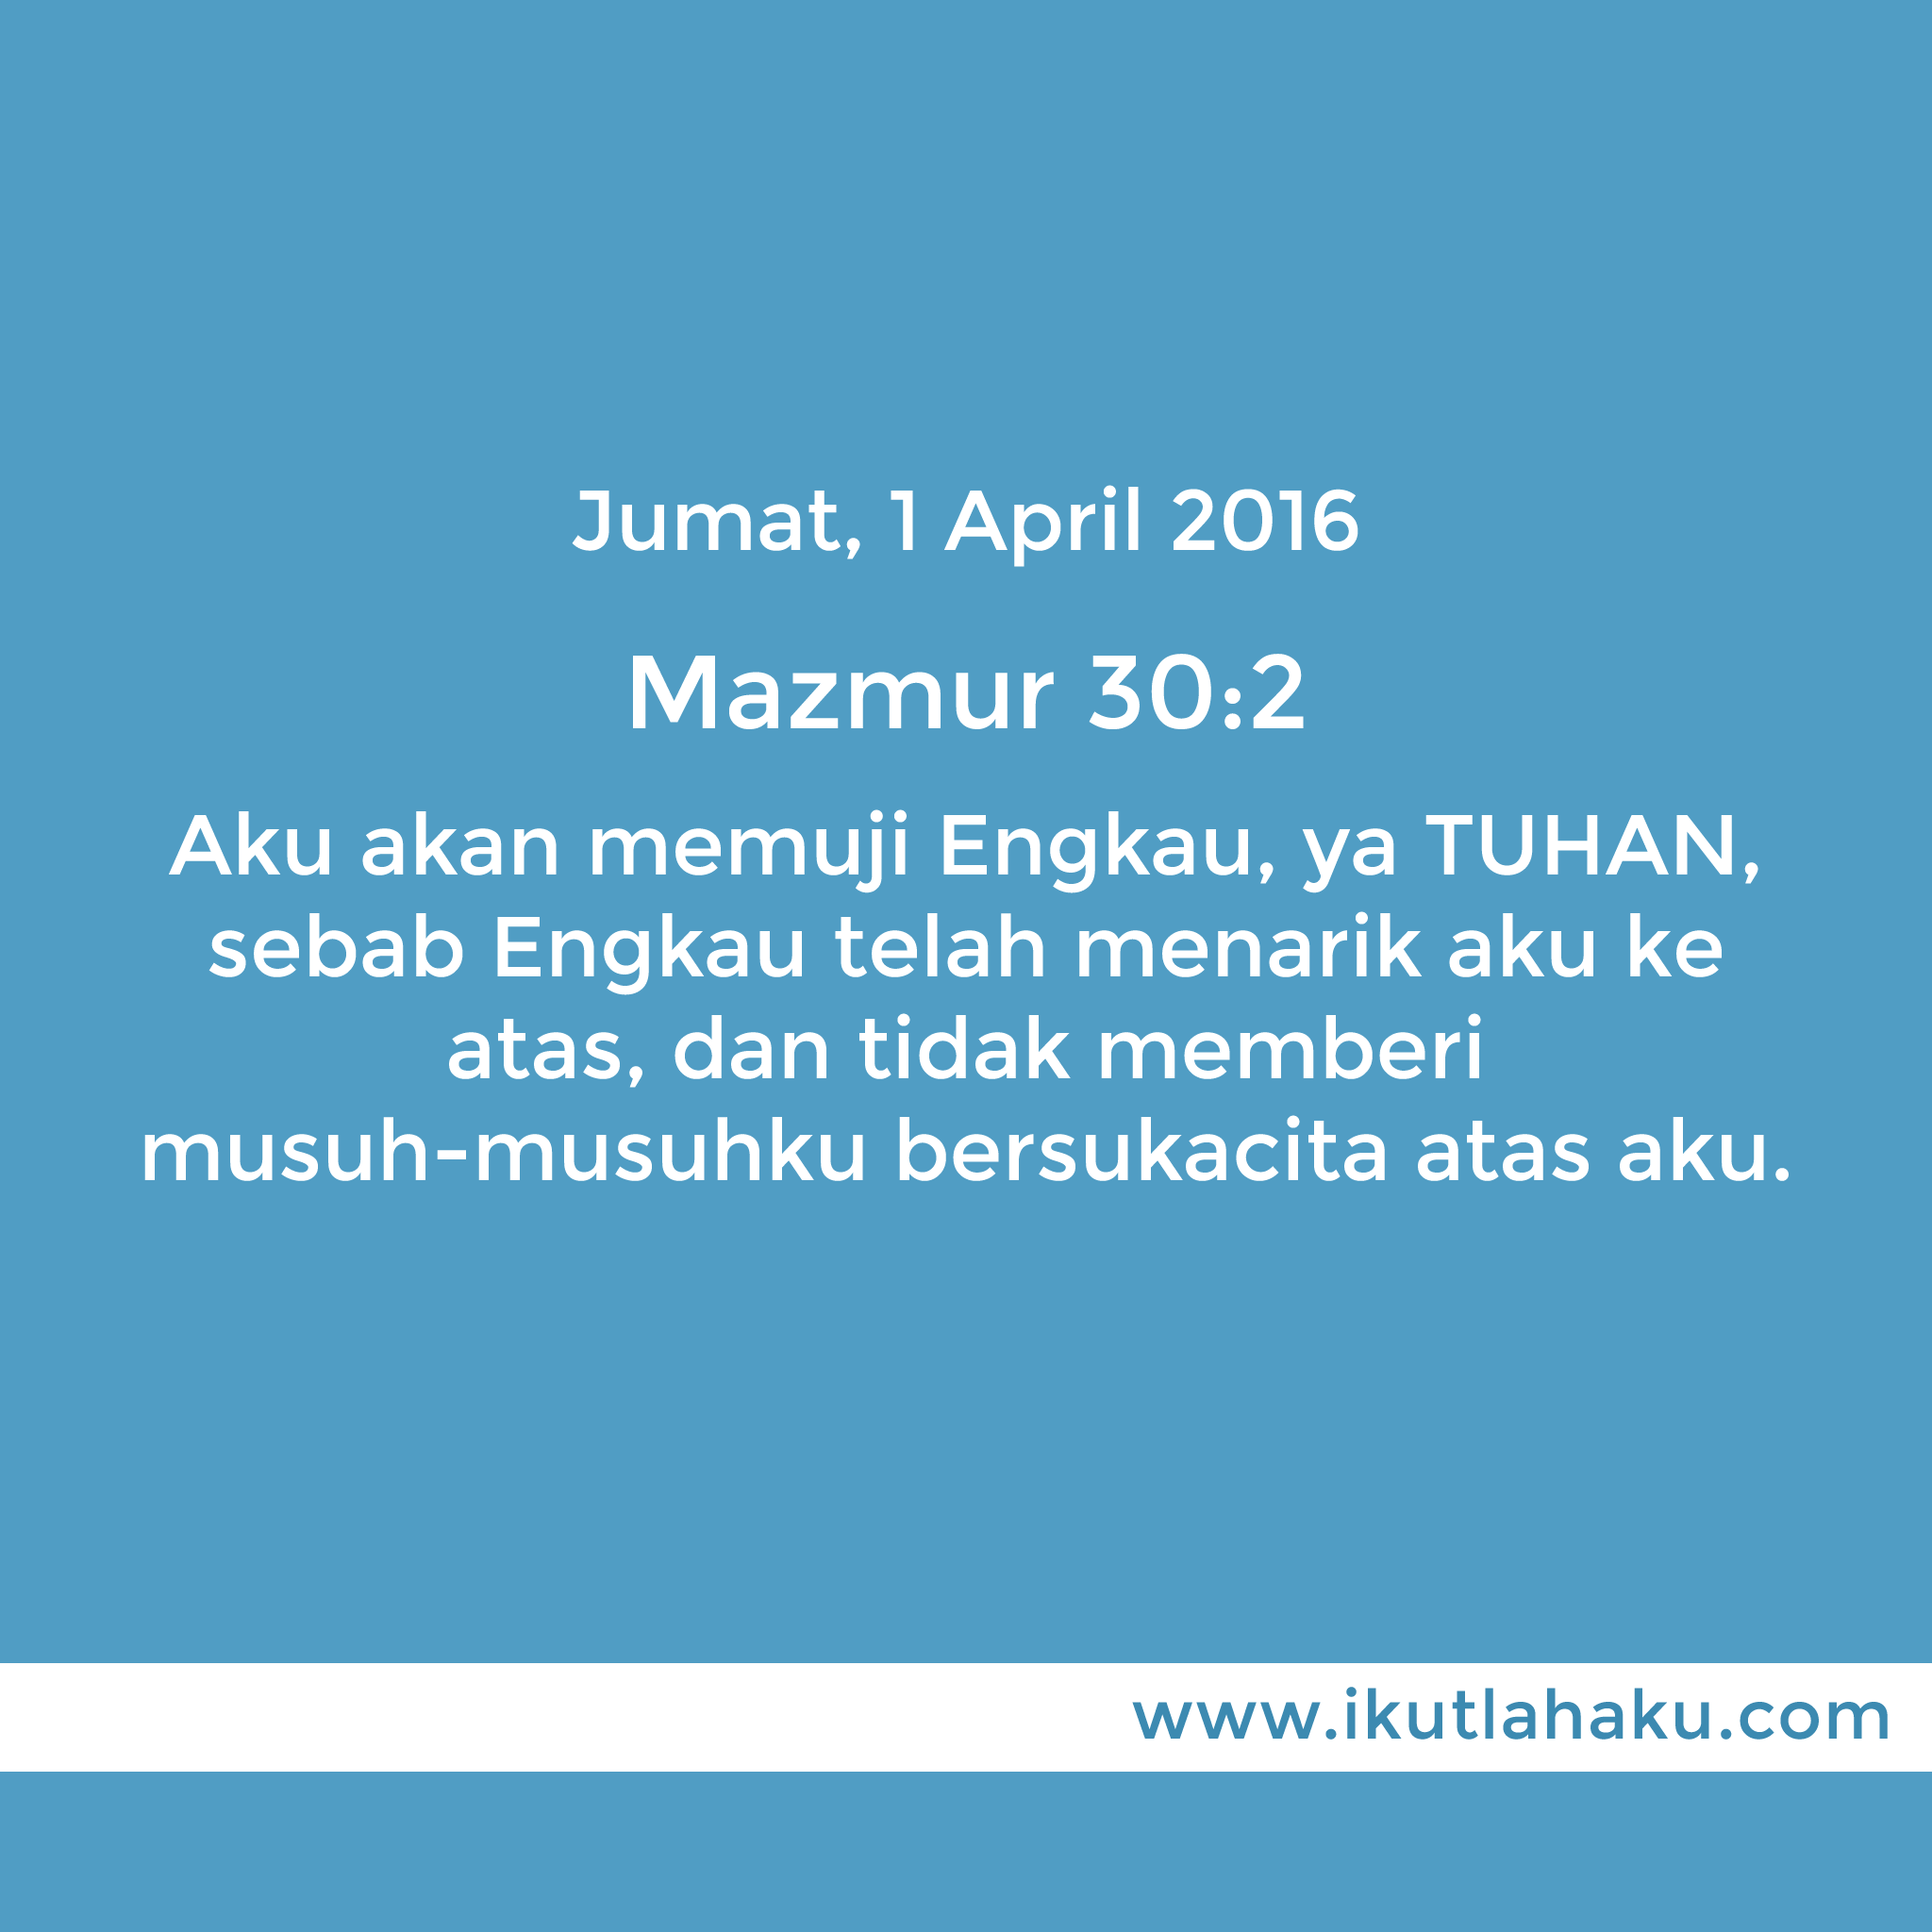 Jumat, 1 April 2016
Mazmur 30:2
Aku akan memuji Engkau, ya TUHAN,
sebab Engkau telah menarik aku ke
atas, dan tidak memberi
musuh-musuhku bersukacita atas aku.
www.ikutlahaku.com